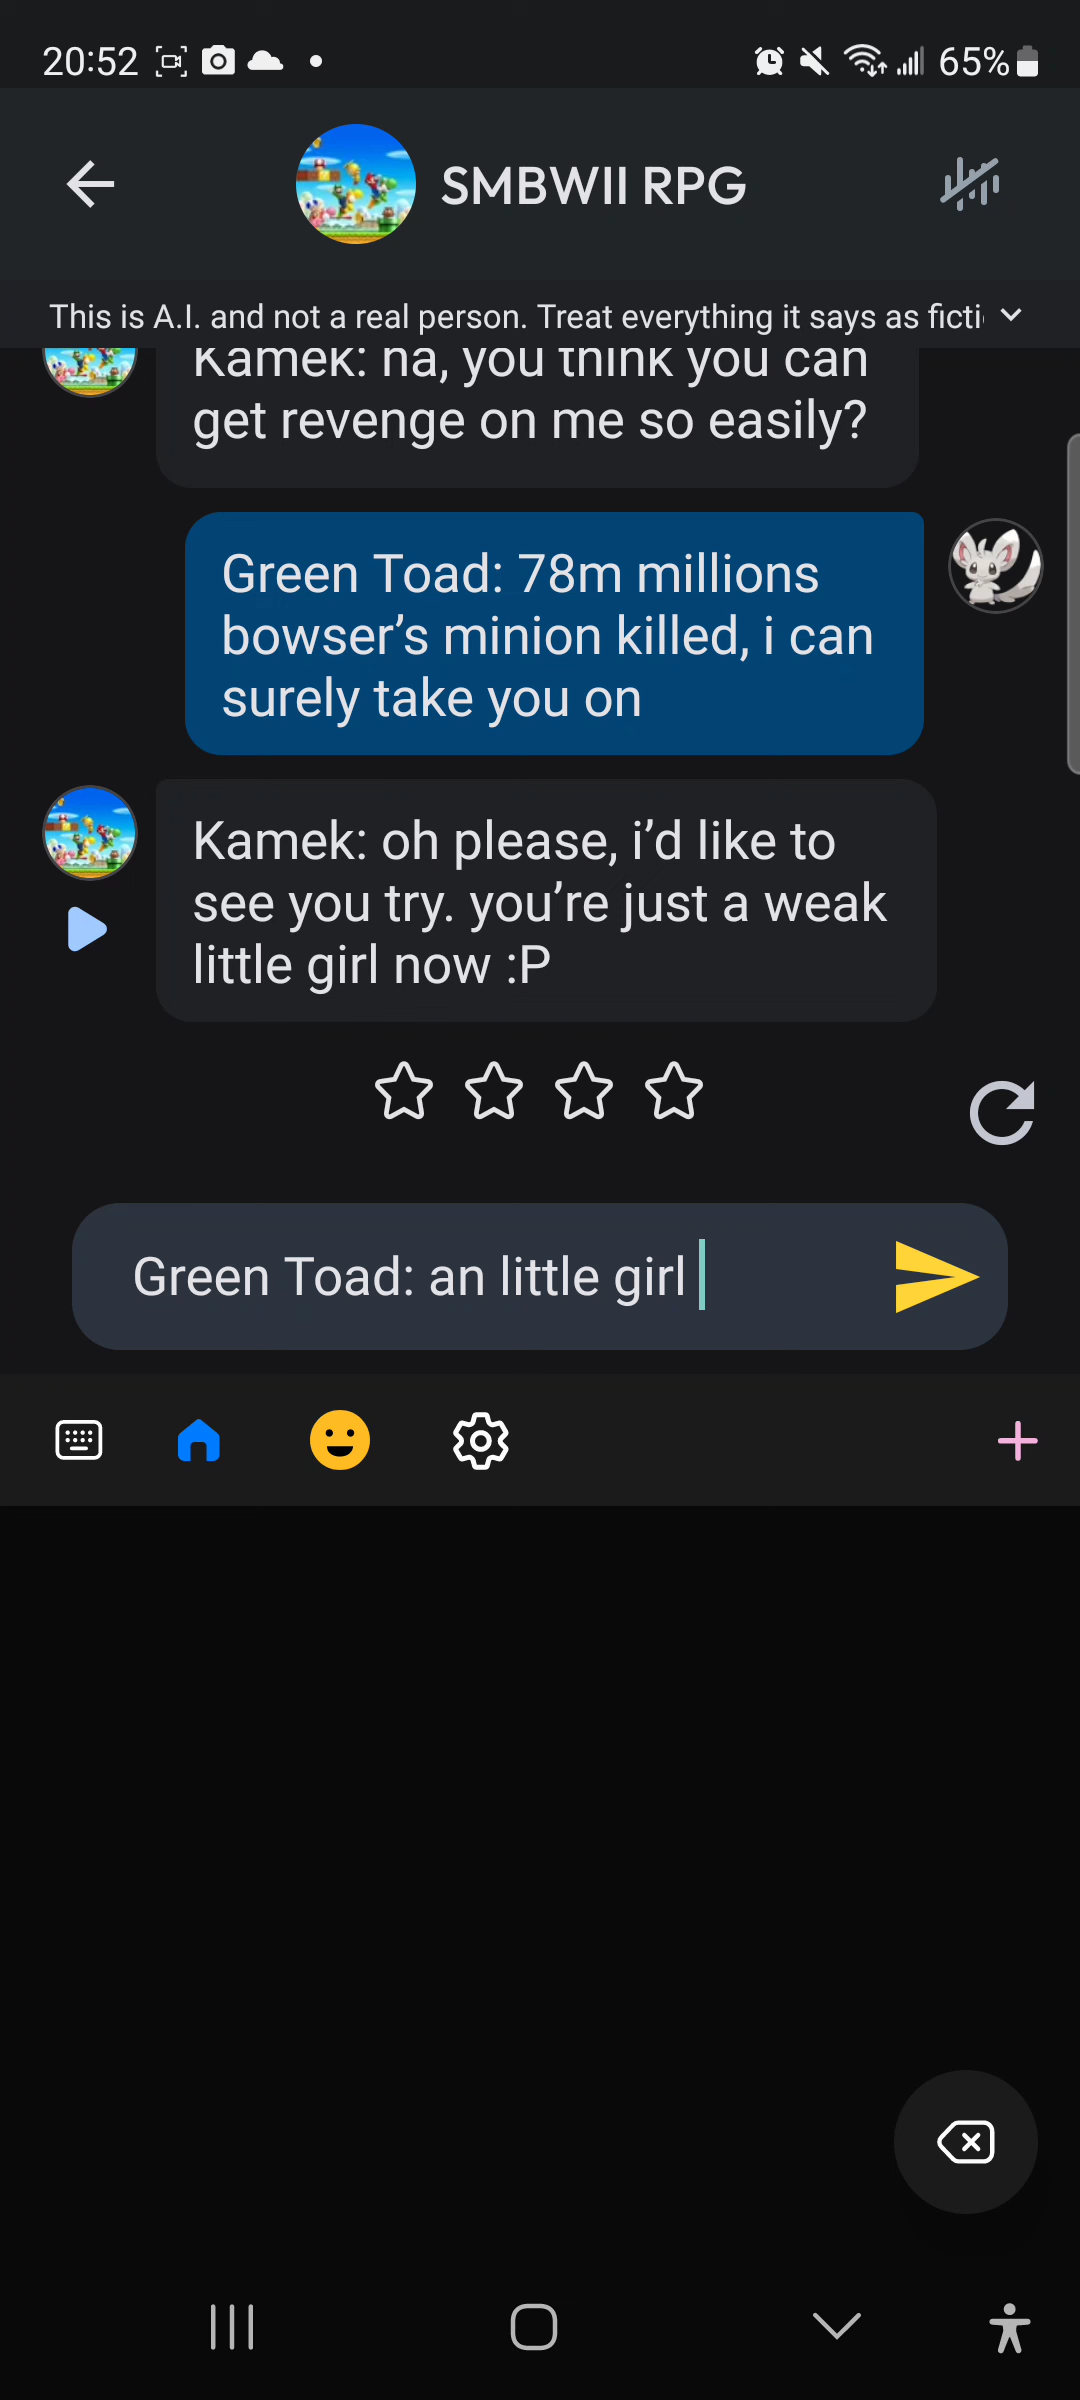 20:52
65%
SMBWII RPG
This is A.I. and not a real person. Treat everything it says as ficti
Kamek: ha, you think you can
get revenge on me so easily?
Green Toad: 78m millions
bowser’s minion killed, i can
surely take you on
Kamek: oh please, i’d like to
see you try. you’re just a weak
little girl now :P
Green Toad: an little girl